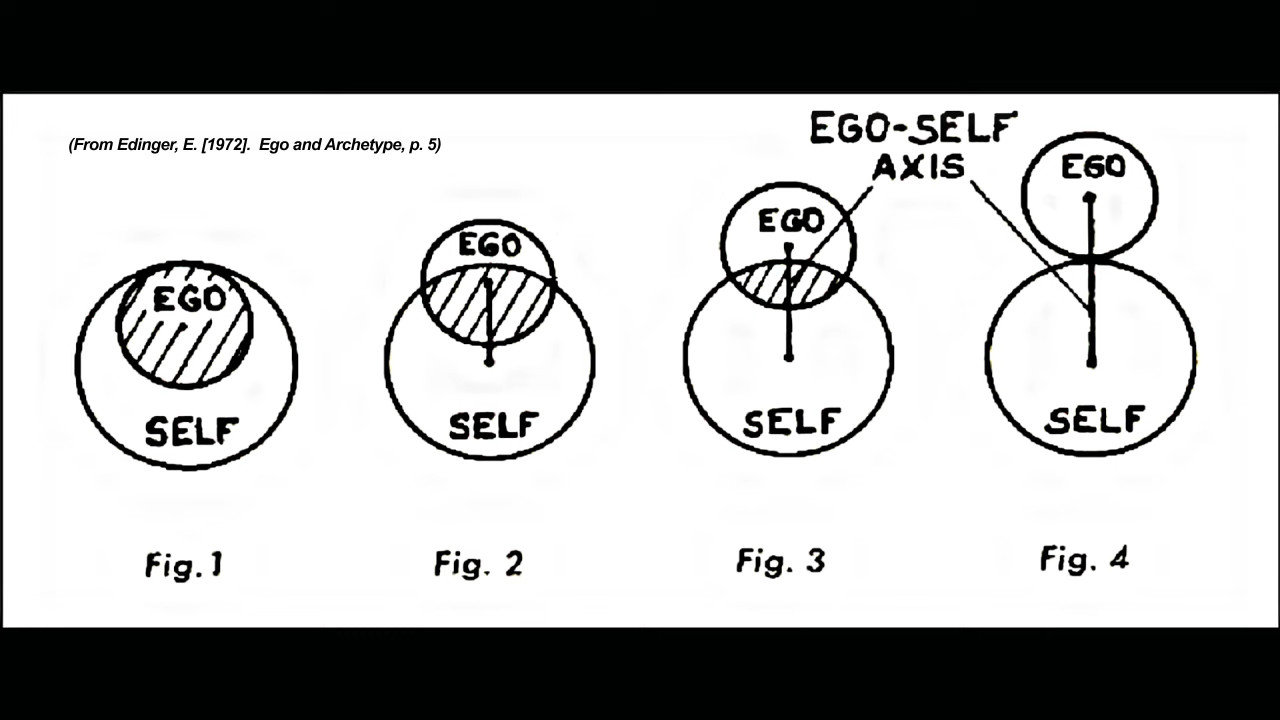 (From Edinger, E. [1972].  Ego and Archetype, p. 5)
EGO-SELF
AXIS
EGO
SELF
Fig. 1
EGO
SELF
Fig. 2
EGO
SELF
Fig. 3
EGO
SELF
Fig. 4